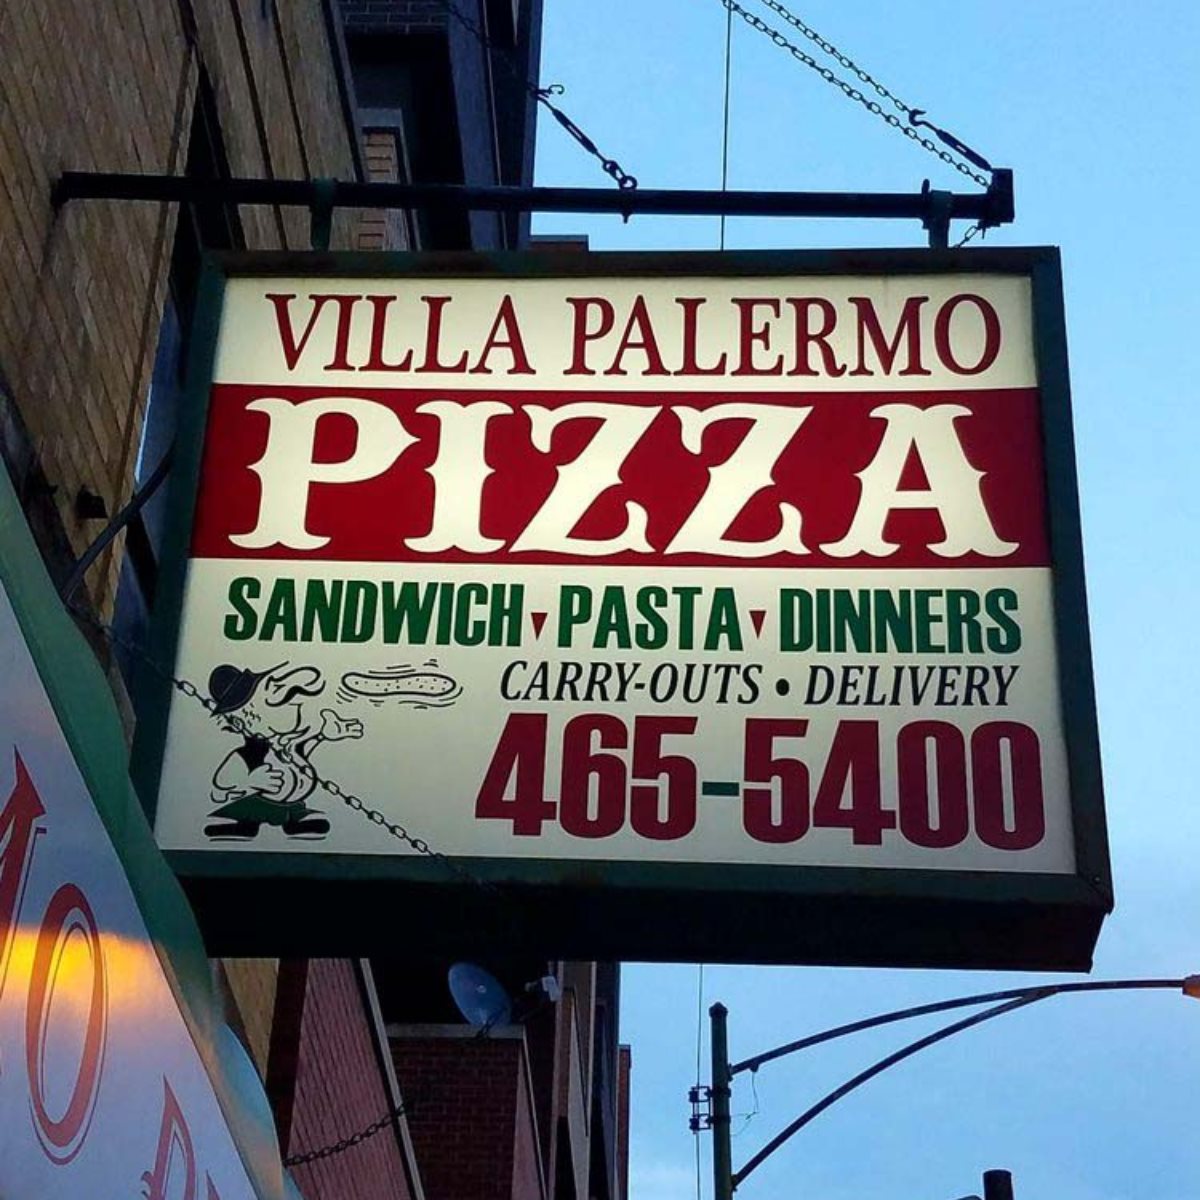 VILLA PALERMO
PIZZA
SANDWICH PASTA DINNERS
CARRY-OUTS • DELIVERY
465-5400